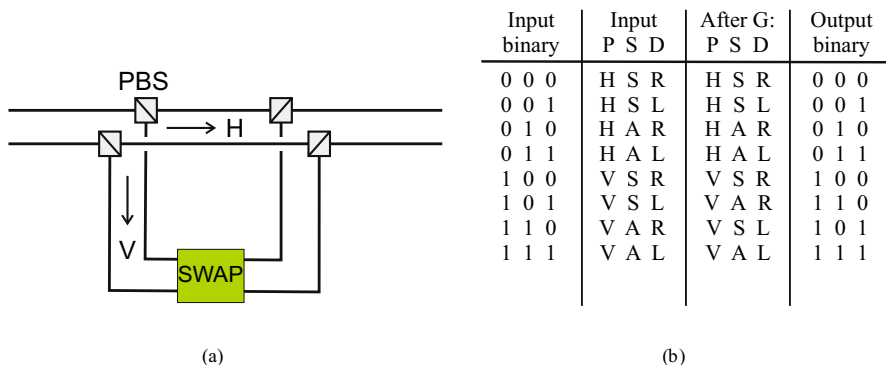 PBS
H
V
SWAP
(a)
Input Input After G: Output
binary P S D P S D binary
0 0 0 H S R H S R 0 0 0
0 0 1 H S L H S L 0 0 1
0 1 0 H A R H A R 0 1 0
0 1 1 H A L H A L 0 1 1
1 0 0 V S R V S R 1 0 0
1 0 1 V S L V A R 1 1 0
1 1 0 V A R V S L 1 0 1
1 1 1 V A L V A L 1 1 1
(b)